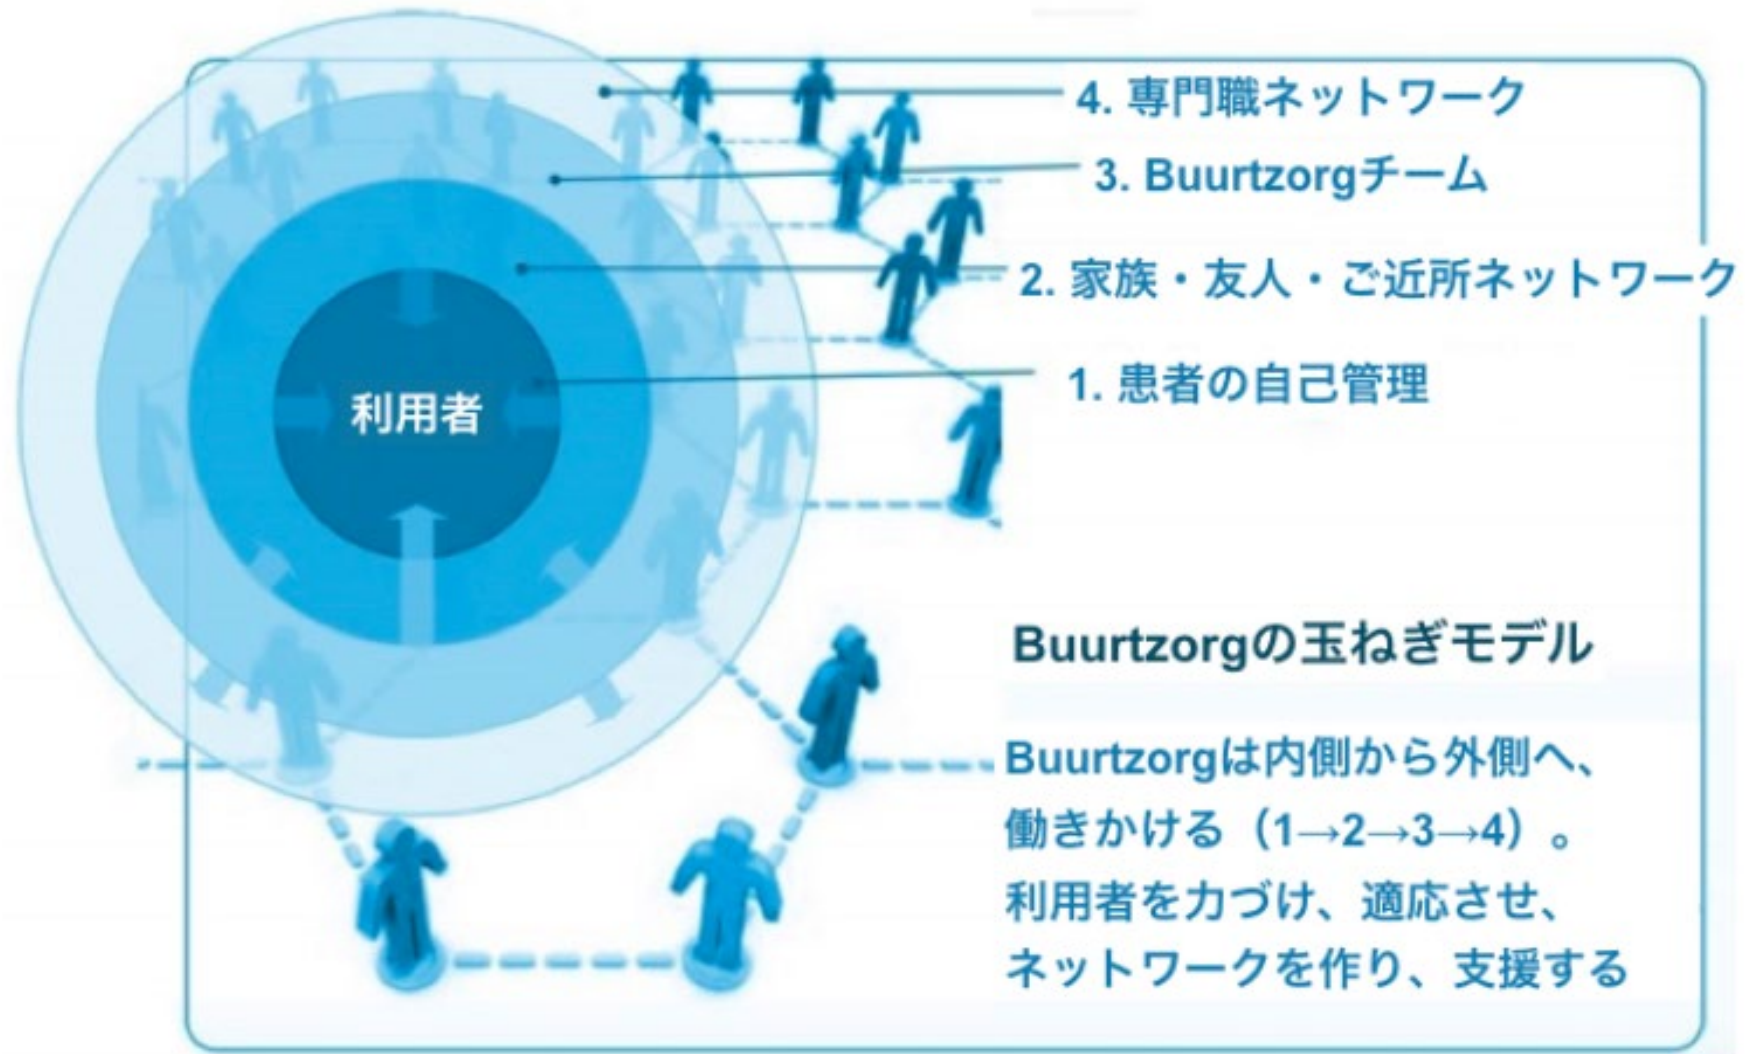 4. 専門職ネットワーク
3. Buurtzorgチーム
2. 家族・友人・ご近所ネットワーク
1. 患者の自己管理
利用者
Buurtzorgの玉ねぎモデル
Buurtzorgは内側から外側へ、
働きかける（1→2→3→4）。
利用者を力づけ、適応させ、
ネットワークを作り、支援する